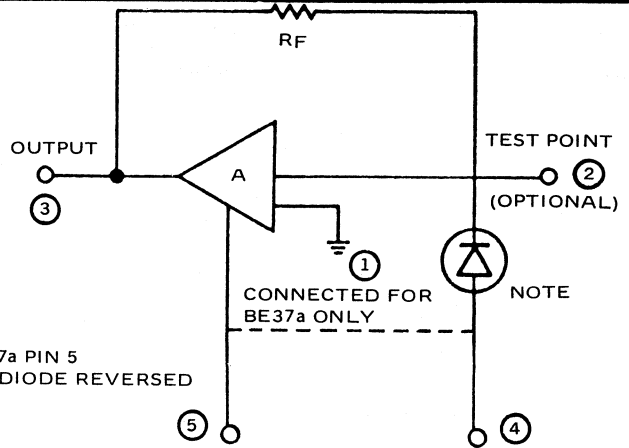 RF
OUTPUT
A
TEST POINT
2
(OPTIONAL)
3
1
CONNECTED FOR
BE37a ONLY
NOTE
7a PIN 5
DIODE REVERSED
5
4